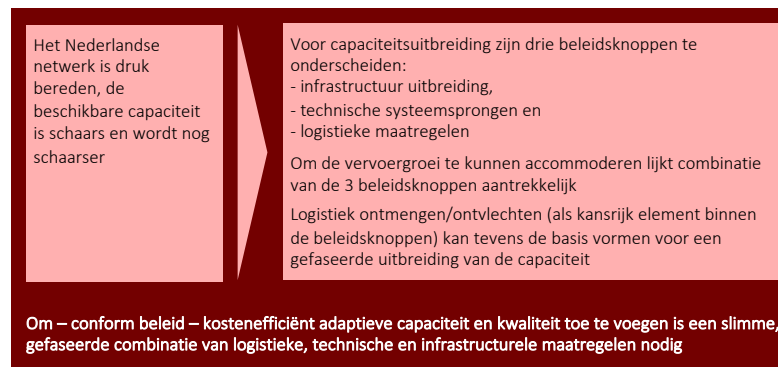 Het Nederlandse
netwerk is druk
bereden, de
beschikbare capaciteit
is schaars en wordt nog
schaarser
Voor capaciteitsuitbreiding zijn drie beleidsknoppen te
onderscheiden:
- infrastructuur uitbreiding,
- technische systeemsprongen en
- logistieke maatregelen
Om de vervoergroei te kunnen accommoderen lijkt combinatie
van de 3 beleidsknoppen aantrekkelijk
Logistiek ontmengen/ontvlechten (als kansrijk element binnen
de beleidsknoppen) kan tevens de basis vormen voor een
gefaseerde uitbreiding van de capaciteit
Om – conform beleid – kostenefficiënt adaptieve capaciteit en kwaliteit toe te voegen is een slimme,
gefaseerde combinatie van logistieke, technische en infrastructurele maatregelen nodig